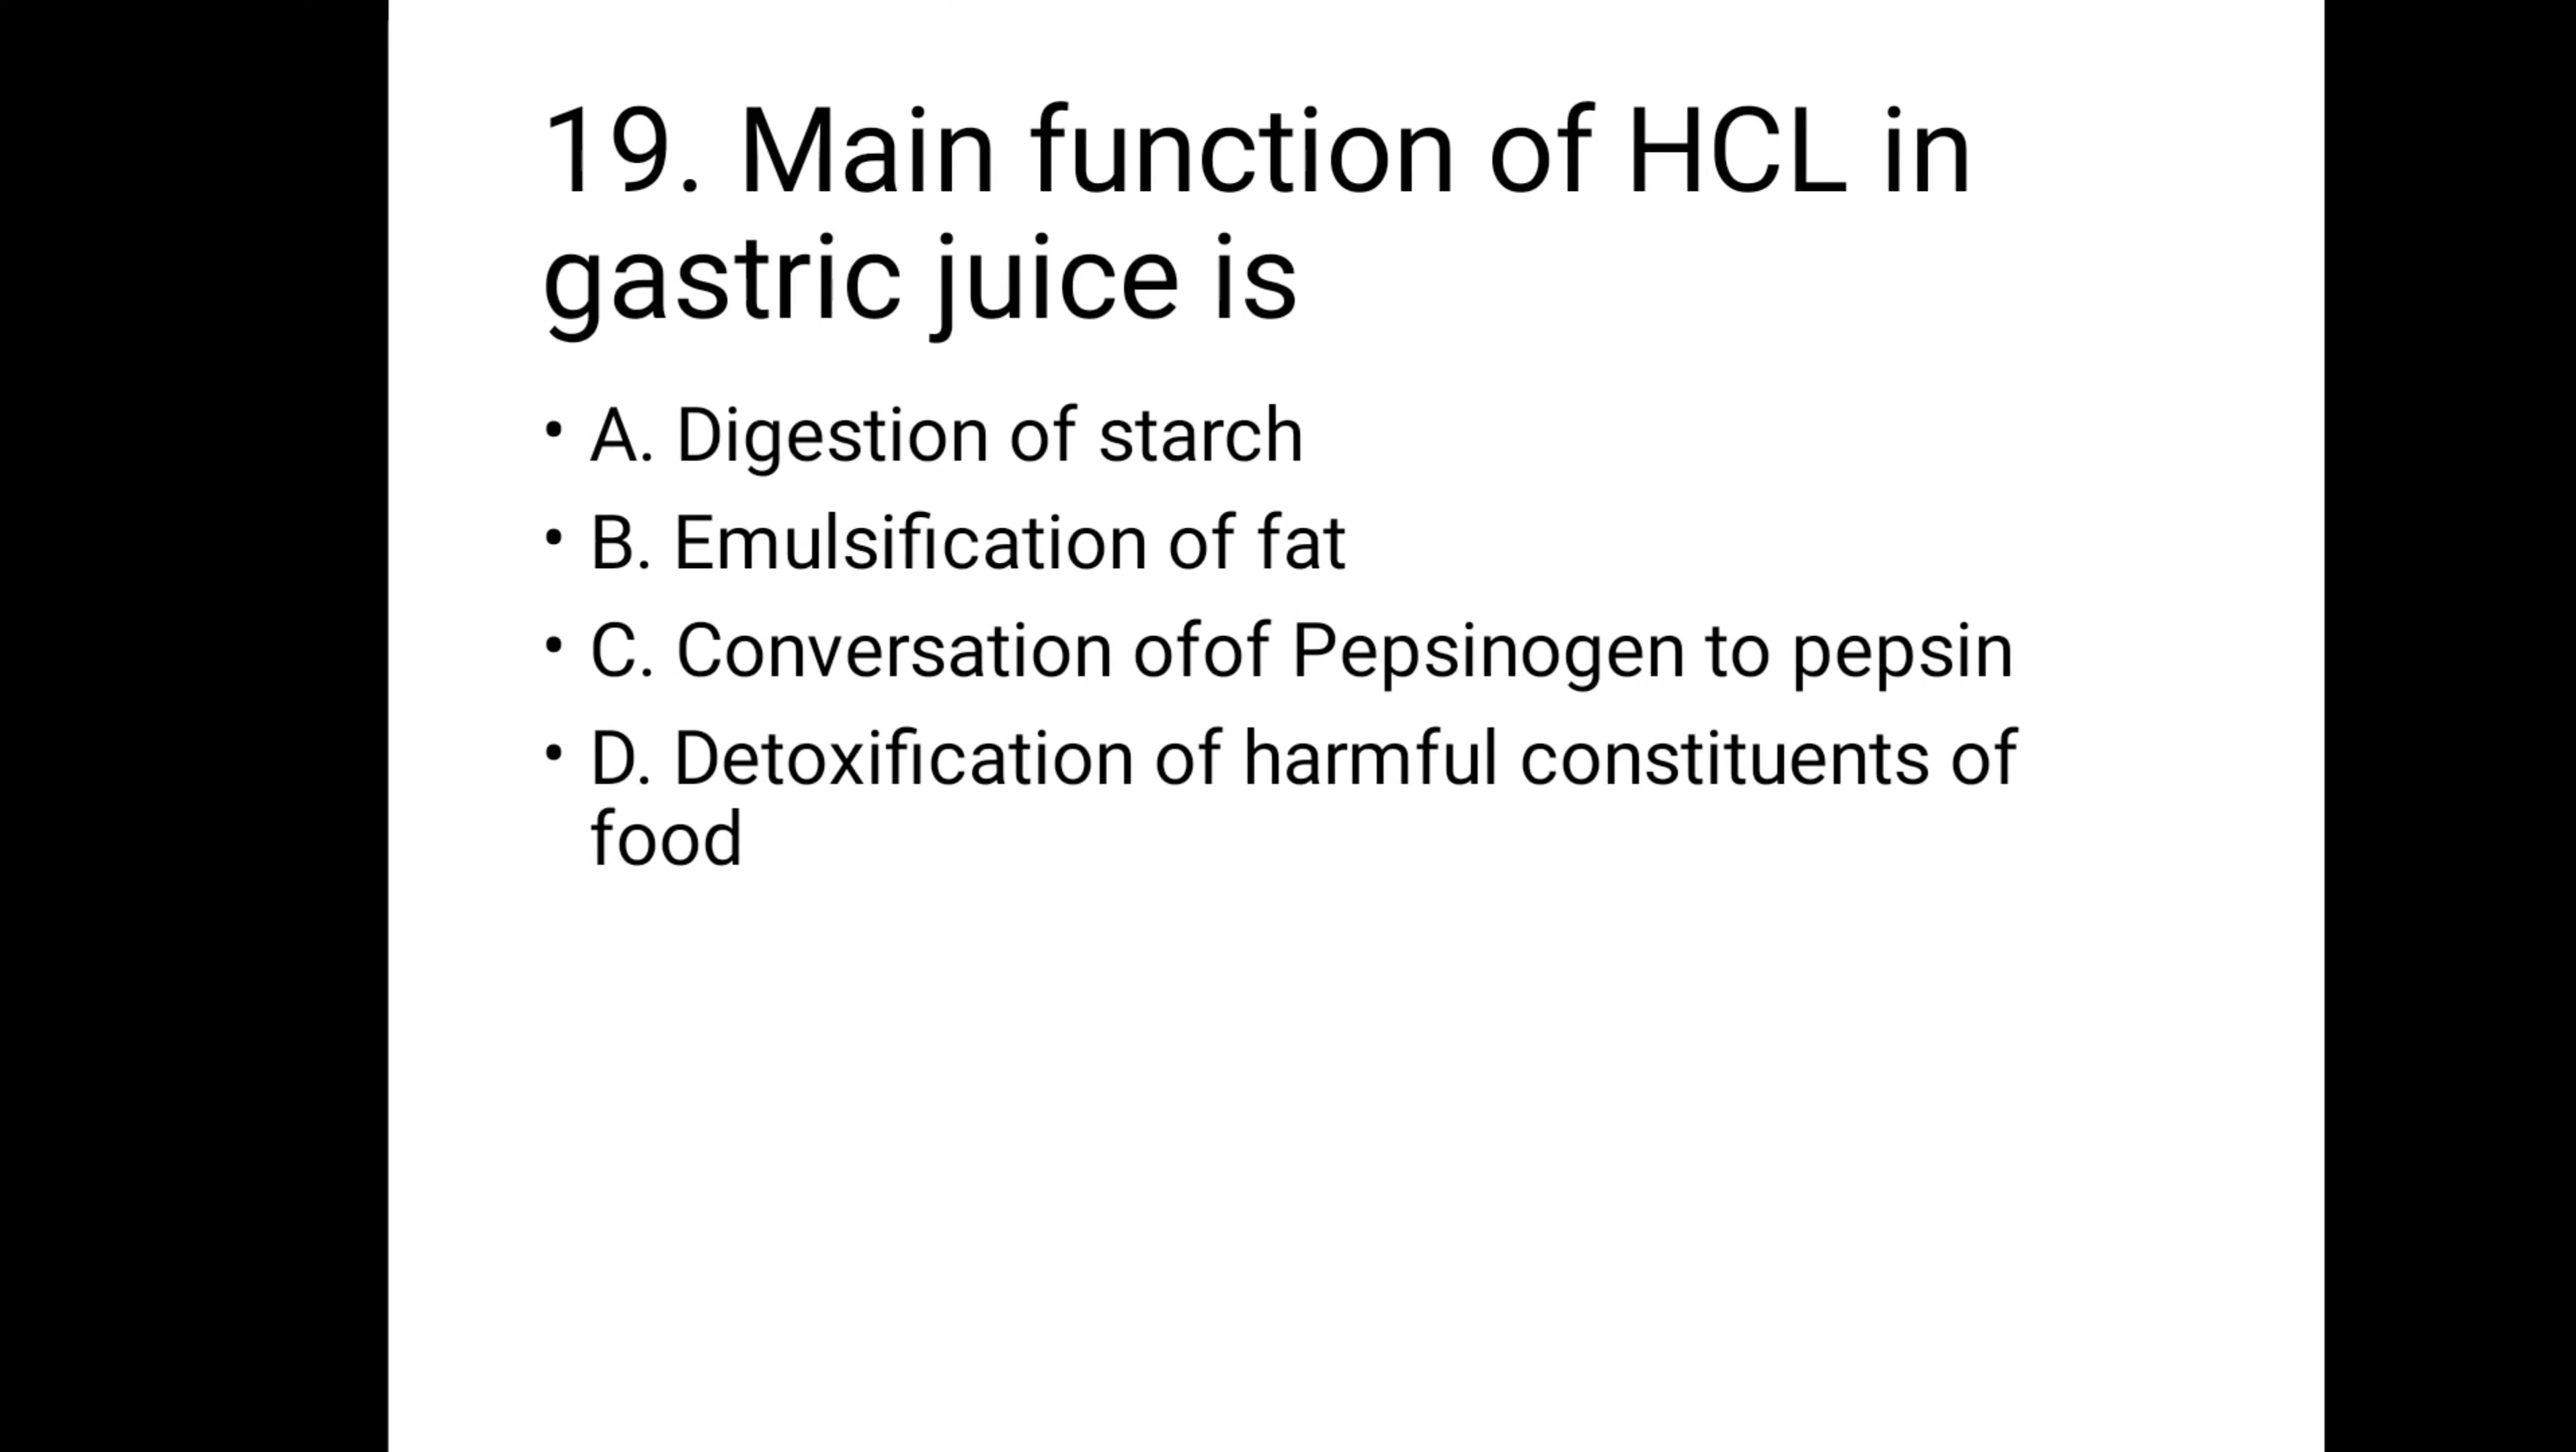 19. Main function of HCL in
gastric juice is
• A. Digestion of starch
• B. Emulsification of fat
• C. Conversation ofof Pepsinogen to pepsin
• D. Detoxification of harmful constituents of
food